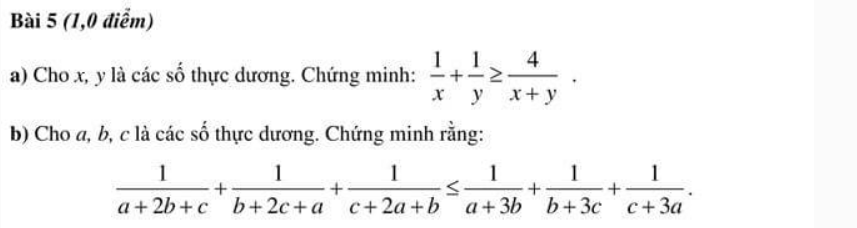 Bài 5 (1,0 điểm)
a) Cho x, y là các số thực dương. Chứng minh: 1/x + 1/y ≥ 4/(x + y) .
b) Cho a, b, c là các số thực dương. Chứng minh rằng:
1/(a + 2b + c) + 1/(b + 2c + a) + 1/(c + 2a + b) ≤ 1/(a + 3b) + 1/(b + 3c) + 1/(c + 3a) .